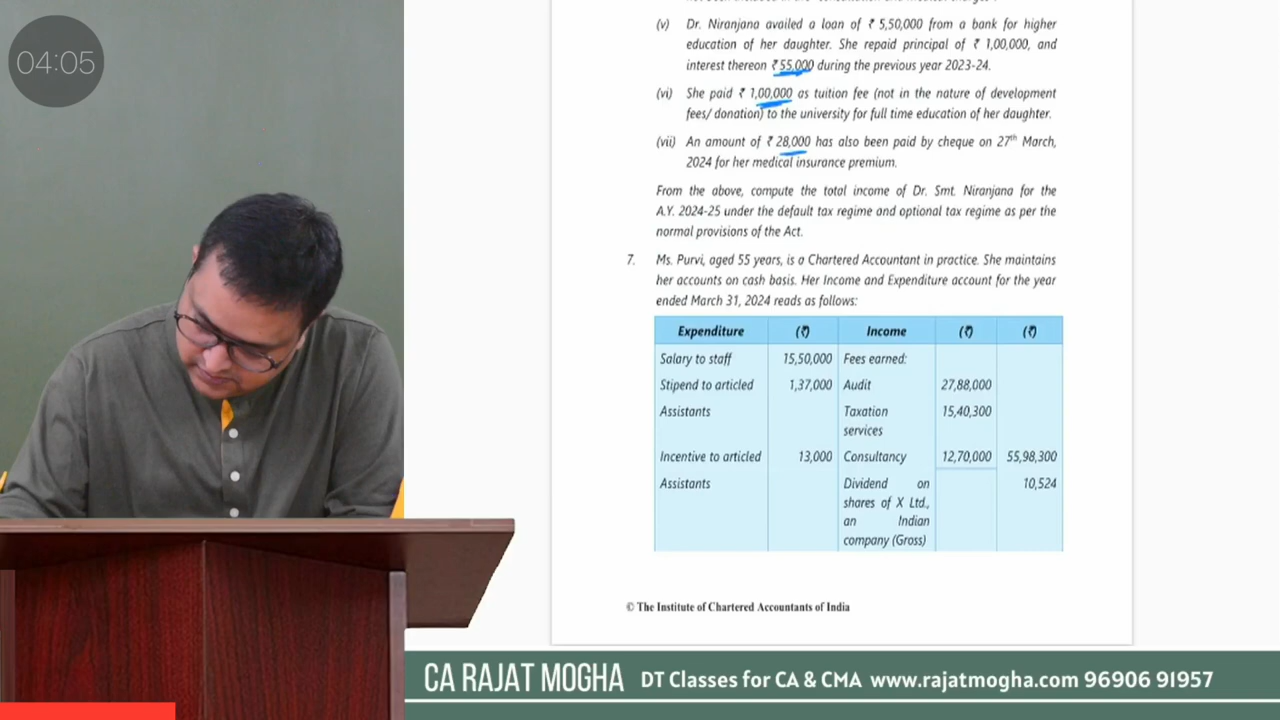 04:05
(v) Dr. Niranjana availed a loan of ₹ 5,50,000 from a bank for higher
education of her daughter. She repaid principal of ₹ 1,00,000, and
interest thereon ₹ 55,000 during the previous year 2023-24.
(vi) She paid ₹ 1,00,000 as tuition fee (not in the nature of development
fees/ donation) to the university for full time education of her daughter.
(vii) An amount of ₹ 28,000 has also been paid by cheque on 27th March,
2024 for her medical insurance premium.
From the above, compute the total income of Dr. Smt. Niranjana for the
A.Y. 2024-25 under the default tax regime and optional tax regime as per the
normal provisions of the Act.
7. Ms. Purvi, aged 55 years, is a Chartered Accountant in practice. She maintains
her accounts on cash basis. Her Income and Expenditure account for the year
ended March 31, 2024 reads as follows:
Expenditure (₹) Income (₹) (₹)
Salary to staff 15,50,000 Fees earned:
Stipend to articled 1,37,000 Audit 27,88,000
Assistants Taxation 15,40,300
services
Incentive to articled 13,000 Consultancy 12,70,000 55,98,300
Assistants Dividend on 10,524
shares of X Ltd.,
an Indian
company (Gross)
© The Institute of Chartered Accountants of India
CA RAJAT MOGHA DT Classes for CA & CMA www.rajatmogha.com 96906 91957